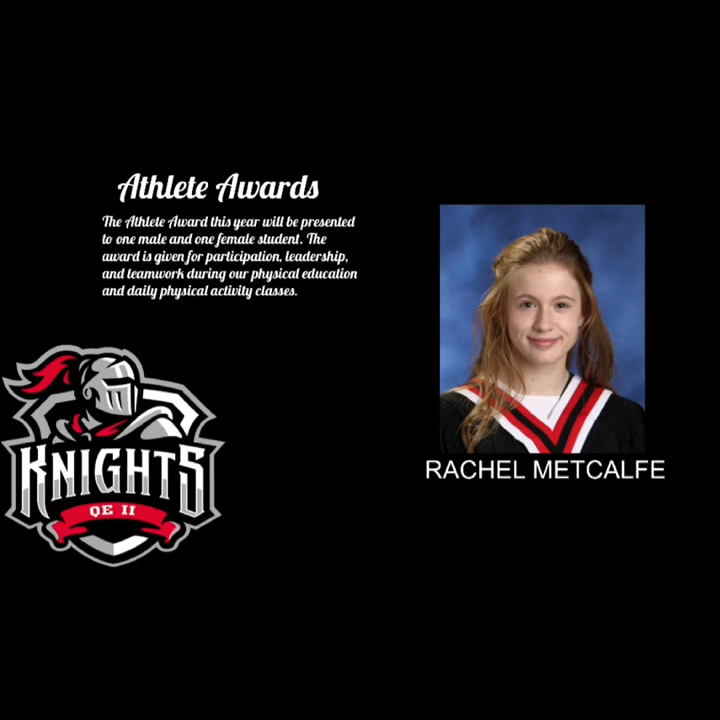 Athlete Awards
The Athlete Award this year will be presented
to one male and one female student. The
award is given for participation, leadership,
and teamwork during our physical education
and daily physical activity classes.
KNIGHTS
QE II
RACHEL METCALFE